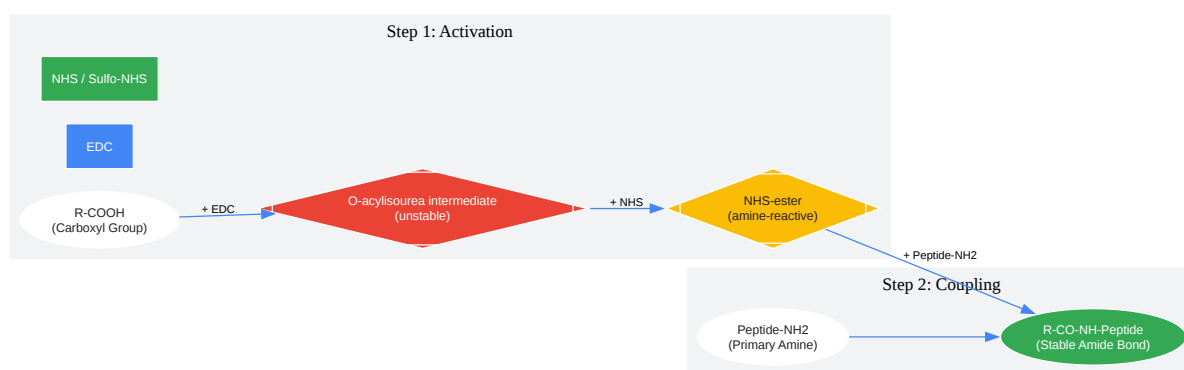 Step 1: Activation
NHS / Sulfo-NHS
EDC
R-COOH
(Carboxyl Group)
+ EDC
O-acylisourea intermediate
(unstable)
+ NHS
NHS-ester
(amine-reactive)
+ Peptide-NH2
Step 2: Coupling
Peptide-NH2
(Primary Amine)
R-CO-NH-Peptide
(Stable Amide Bond)